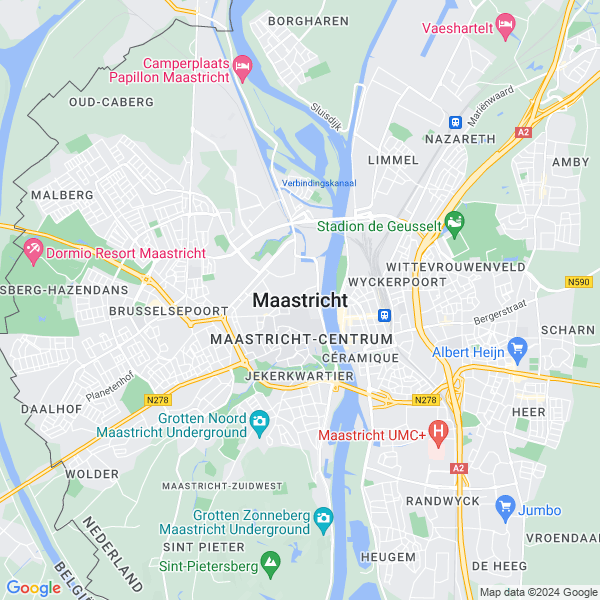 BORGHAREN
Vaeshartelt
Camperplaats
Papillon Maastricht
OUD-CABERG
Sluisdijk
Mariënwaard
A2
NAZARETH
LIMMEL
AMBY
Verbindingskanaal
MALBERG
Stadion de Geusselt
Dormio Resort Maastricht
WITTEVROUWENVELD
WYCKERPOORT
N590
SBERG-HAZENDANS
Maastricht
BRUSSELSEPOORT
Bergerstraat
SCHARN
MAASTRICHT-CENTRUM
CÉRAMIQUE
Albert Heijn
JEKERKWARTIER
Planetenhof
N278
N278
DAALHOF
HEER
Grotten Noord
Maastricht Underground
Maastricht UMC+
A2
WOLDER
MAASTRICHT-ZUIDWEST
RANDWYCK
Jumbo
Grotten Zonneberg
Maastricht Underground
NEDERLAND
BELGIË
VROENDAA
SINT PIETER
HEUGEM
Sint-Pietersberg
DE HEEG
Google
Map data ©2024 Google